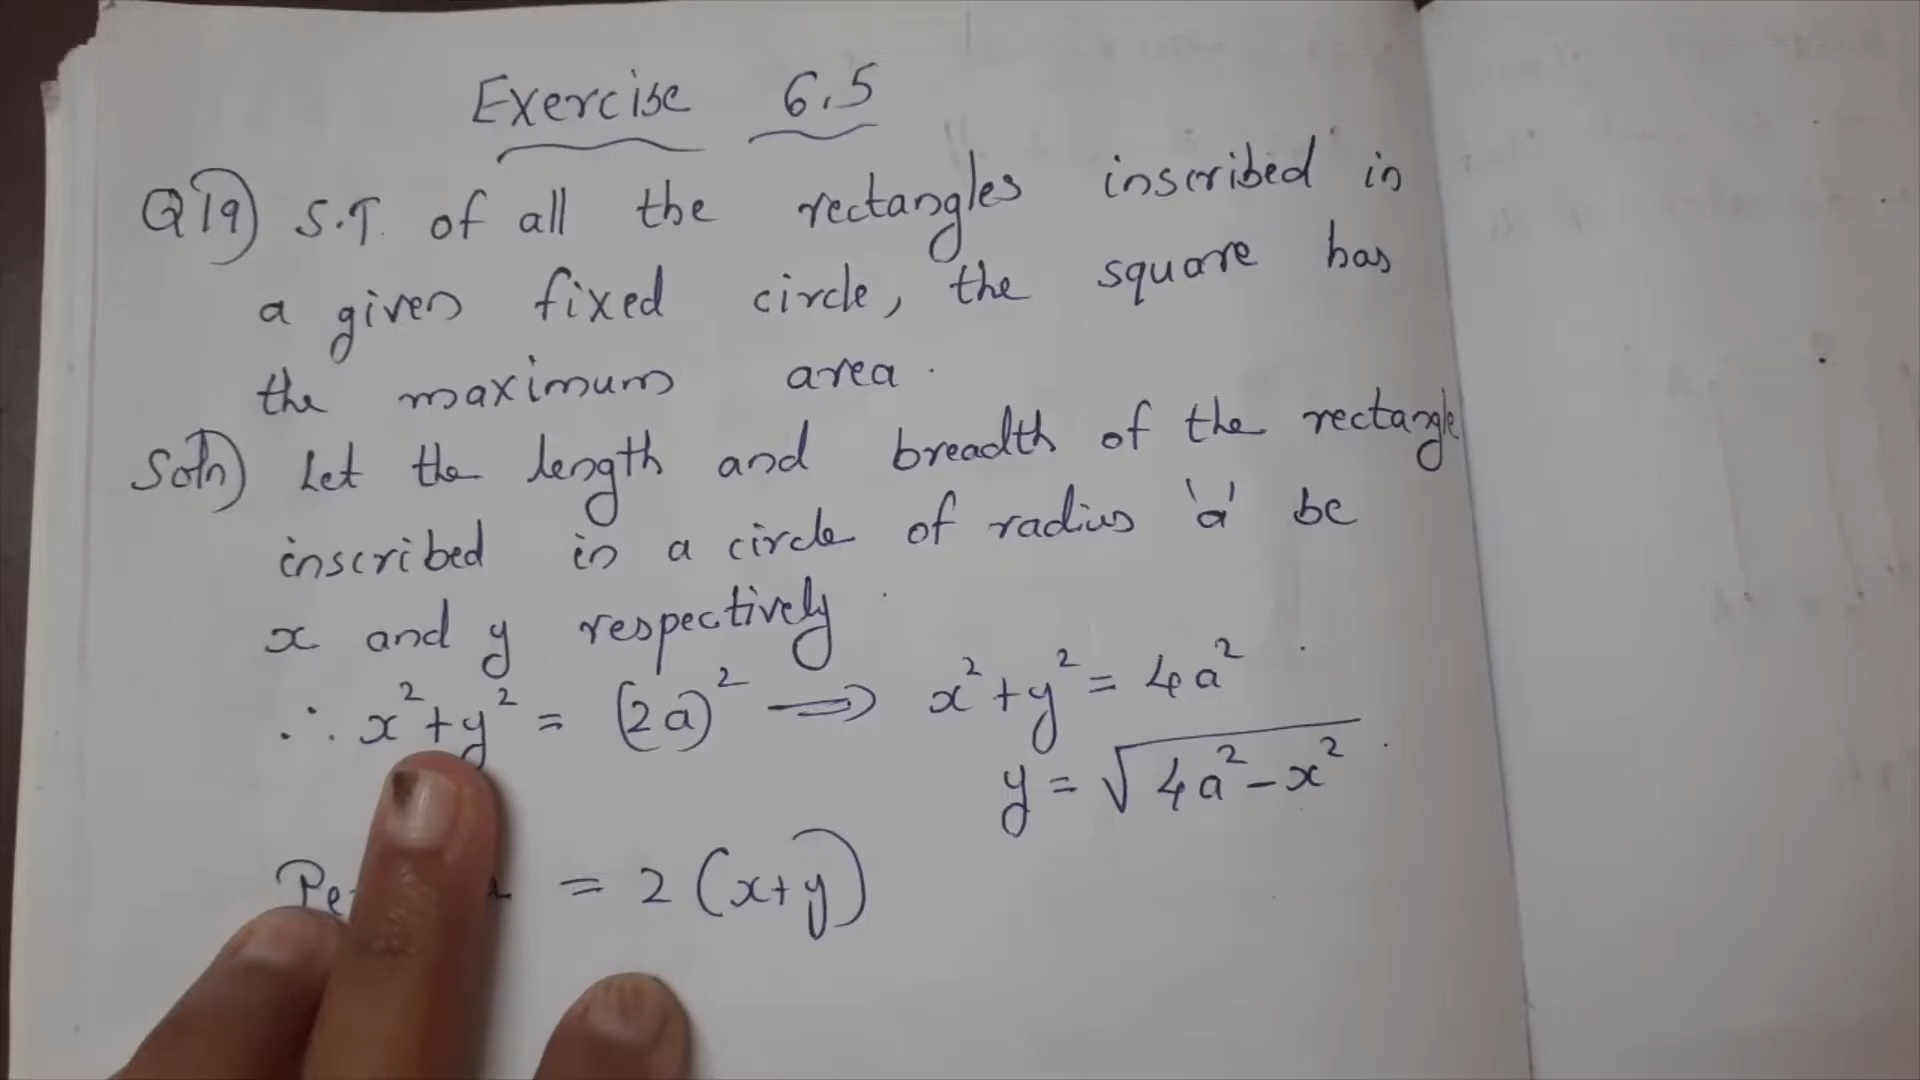 Exercise 6.5
Q19) S.T. of all the rectangles inscribed in
a given fixed circle, the square has
the maximum area.
Soln) Let the length and breadth of the rectangle
inscribed in a circle of radius 'a' be
x and y respectively
∴ x²+y² = (2a)² ⟹ x²+y² = 4a²
y = √4a²-x²
= 2(x+y)